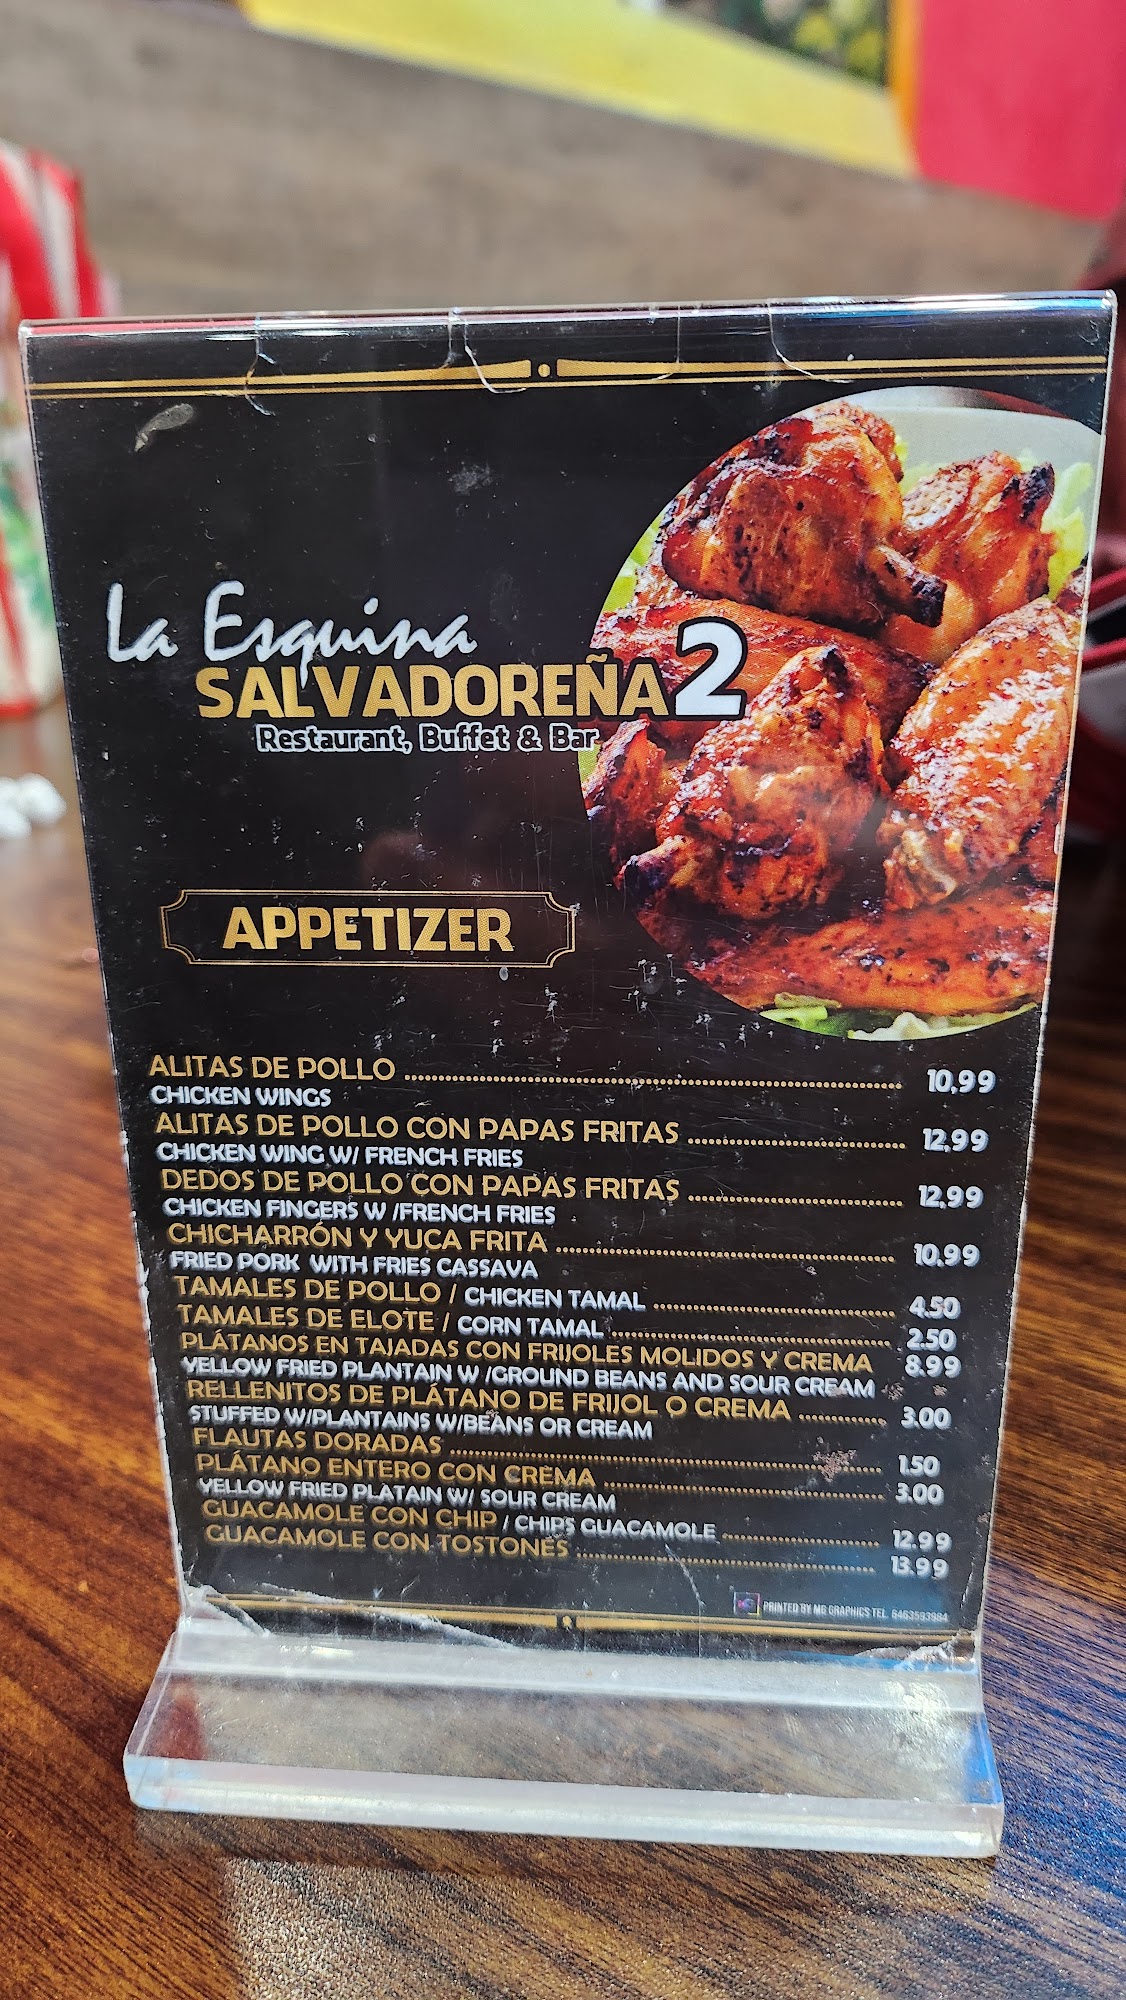 La Esquina
SALVADOREÑA 2
Restaurant, Buffet & Bar
APPETIZER
ALITAS DE POLLO 10.99
CHICKEN WINGS
ALITAS DE POLLO CON PAPAS FRITAS 12.99
CHICKEN WING W/ FRENCH FRIES
DEDOS DE POLLO CON PAPAS FRITAS 12.99
CHICKEN FINGERS W /FRENCH FRIES
CHICHARRÓN Y YUCA FRITA 10.99
FRIED PORK WITH FRIES CASSAVA
TAMALES DE POLLO / CHICKEN TAMAL 4.50
TAMALES DE ELOTE / CORN TAMAL 2.50
PLÁTANOS EN TAJADAS CON FRIJOLES MOLIDOS Y CREMA 8.99
YELLOW FRIED PLANTAIN W /GROUND BEANS AND SOUR CREAM
RELLENITOS DE PLÁTANO DE FRIJOL O CREMA 3.00
STUFFED W/PLANTAINS W/BEANS OR CREAM
FLAUTAS DORADAS 1.50
PLÁTANO ENTERO CON CREMA 3.00
YELLOW FRIED PLATAIN W/ SOUR CREAM
GUACAMOLE CON CHIP / CHIPS GUACAMOLE 12.99
GUACAMOLE CON TOSTONES 13.99
PRINTED BY MG GRAPHICS TEL. 6463593984